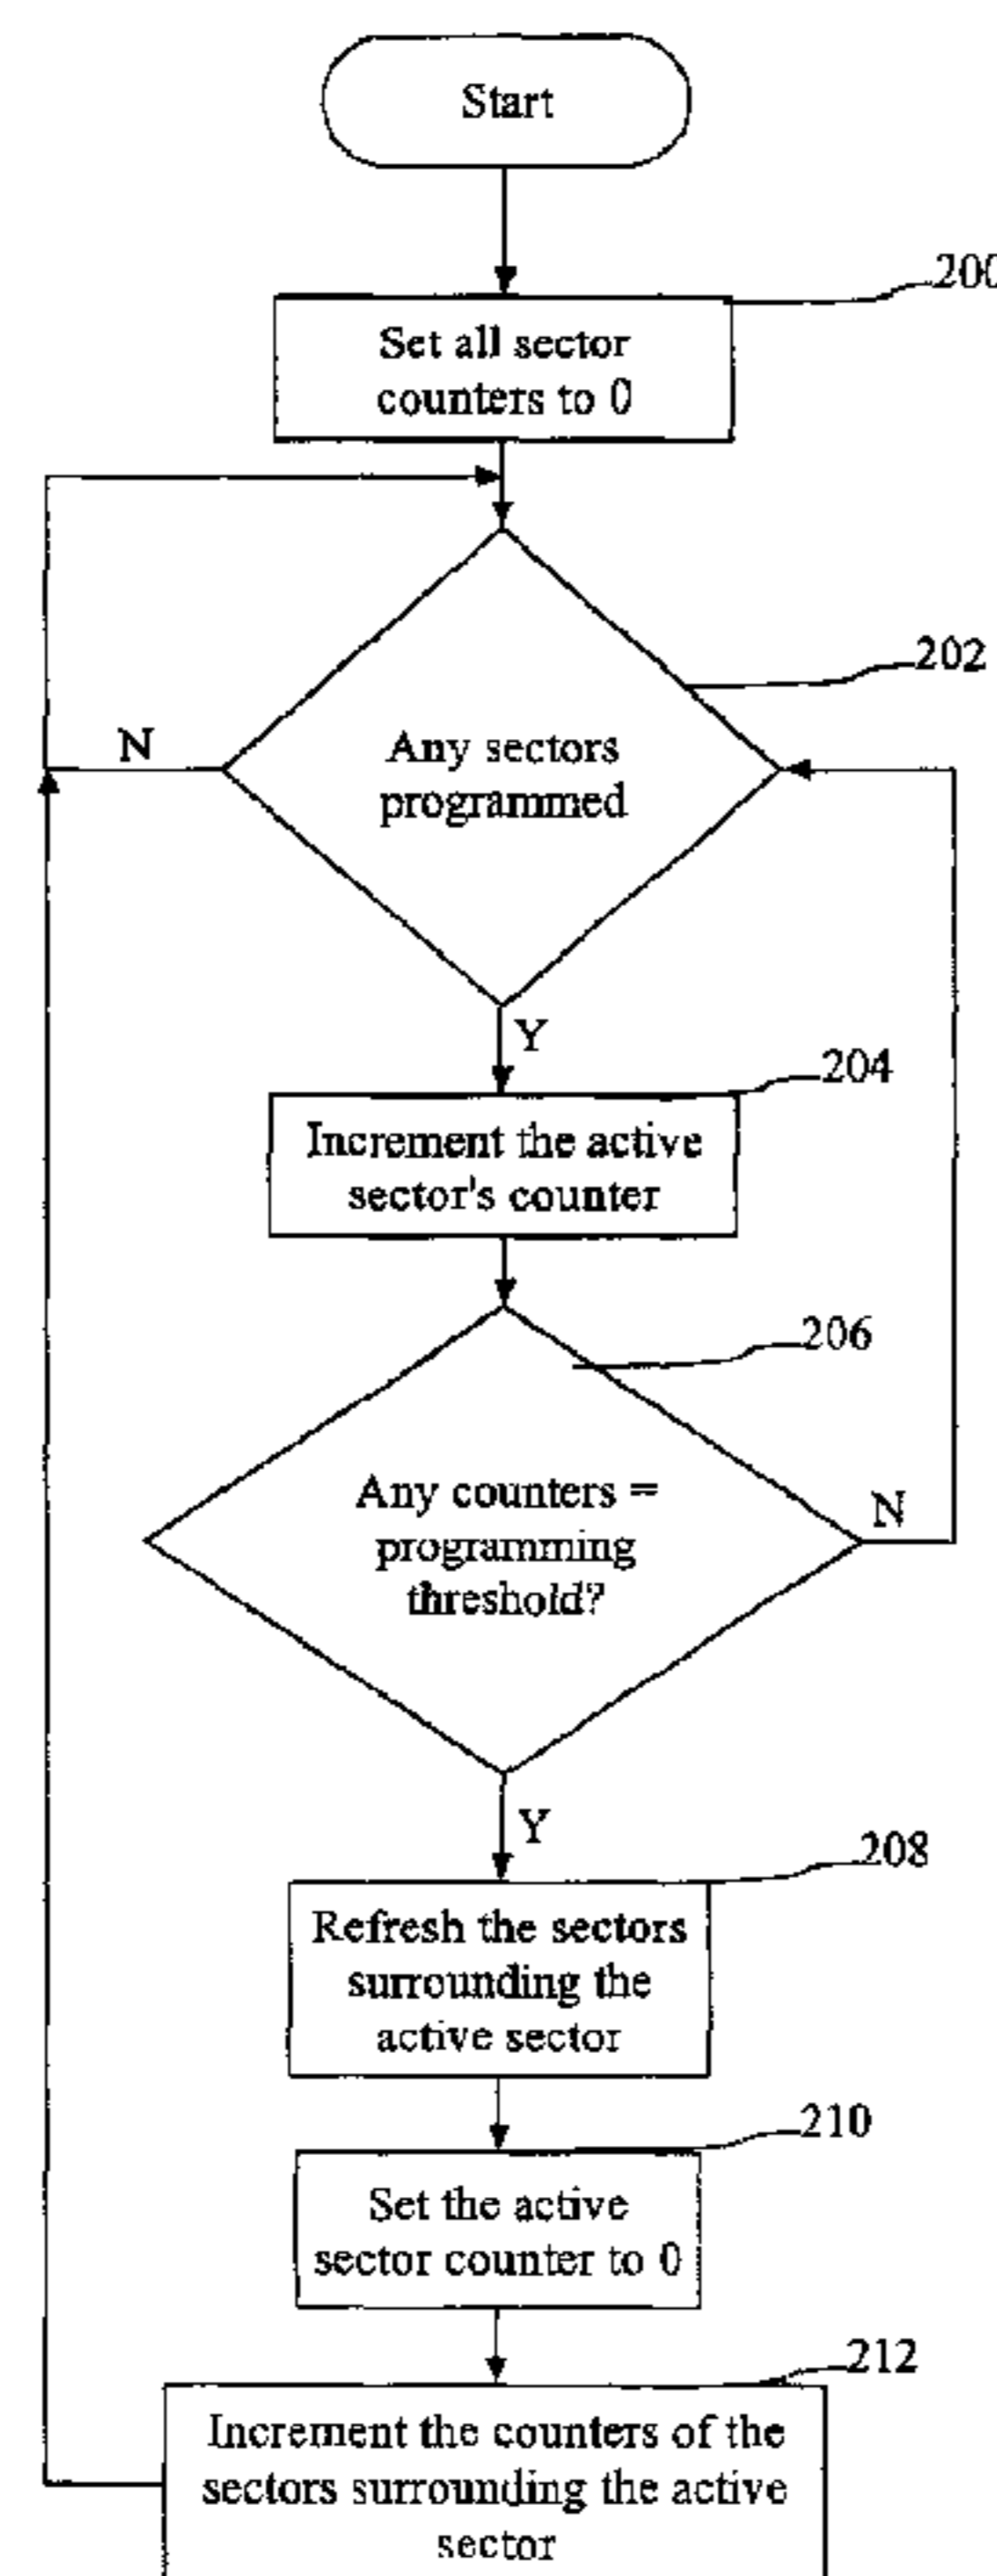 Start
200
Set all sector
counters to 0
202
N
Any sectors
programmed
Y
204
Increment the active
sector's counter
206
Any counters =
programming
threshold?
N
Y
208
Refresh the sectors
surrounding the
active sector
210
Set the active
sector counter to 0
212
Increment the counters of the
sectors surrounding the active
sector